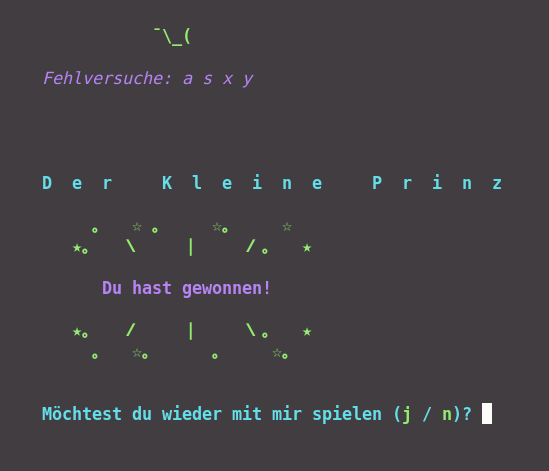 ¯\_(
Fehlversuche: a s x y
D e r   K l e i n e   P r i n z
Du hast gewonnen!
Möchtest du wieder mit mir spielen (j / n)?